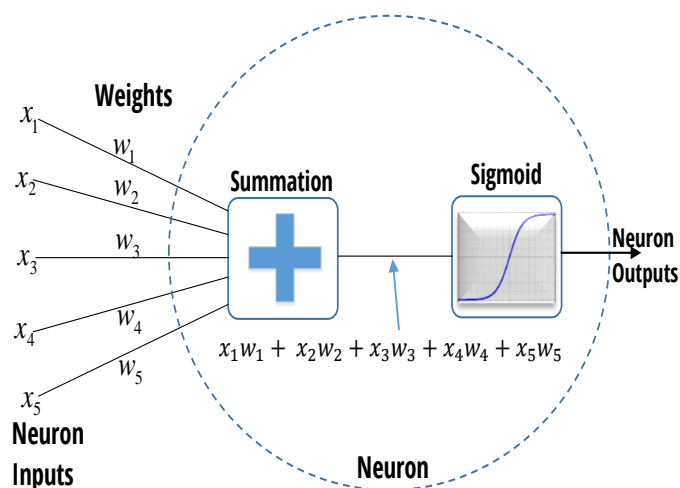 Weights
x₁
w₁
x₂
w₂
Summation
Sigmoid
x₃
w₃
Neuron
Outputs
x₄
w₄
x₁w₁ + x₂w₂ + x₃w₃ + x₄w₄ + x₅w₅
w₅
x₅
Neuron
Inputs
Neuron